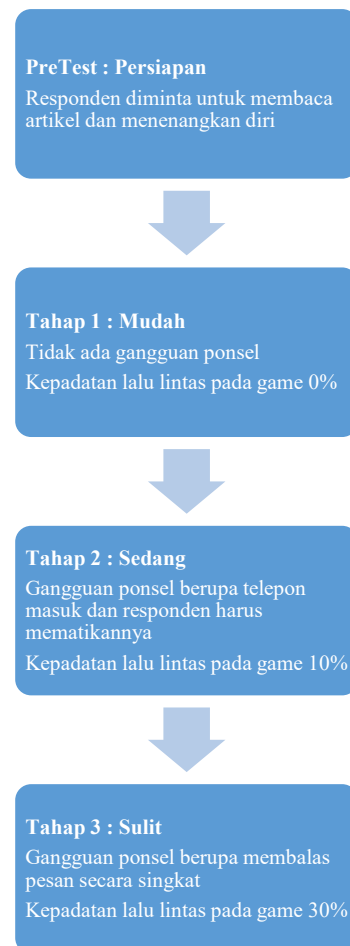 PreTest : Persiapan
Responden diminta untuk membaca
artikel dan menenangkan diri
Tahap 1 : Mudah
Tidak ada gangguan ponsel
Kepadatan lalu lintas pada game 0%
Tahap 2 : Sedang
Gangguan ponsel berupa telepon
masuk dan responden harus
mematikannya
Kepadatan lalu lintas pada game 10%
Tahap 3 : Sulit
Gangguan ponsel berupa membalas
pesan secara singkat
Kepadatan lalu lintas pada game 30%